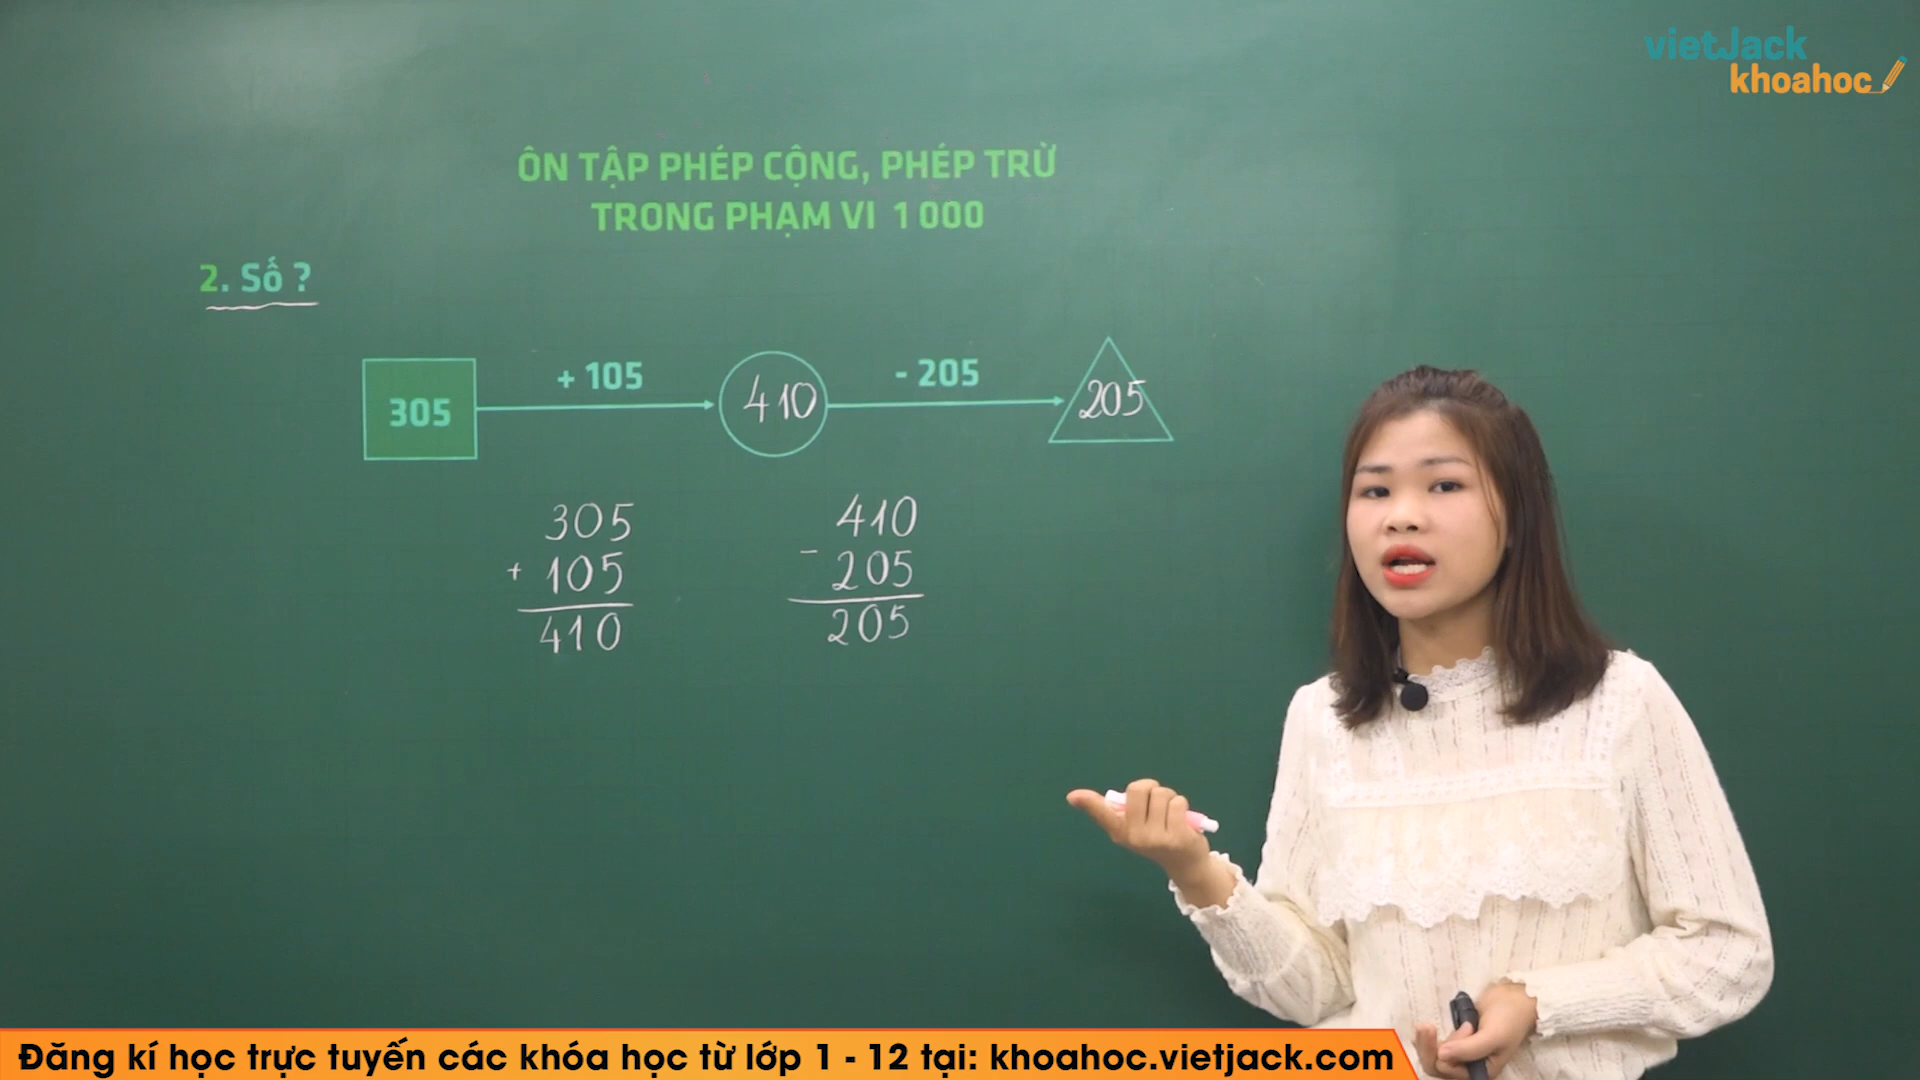 vietJack
khoahoc
ÔN TẬP PHÉP CỘNG, PHÉP TRỪ
TRONG PHẠM VI 1 000
2. Số ?
305
+ 105
410
- 205
205
305
+ 105
410
410
- 205
205
Đăng kí học trực tuyến các khóa học từ lớp 1 - 12 tại: khoahoc.vietjack.com